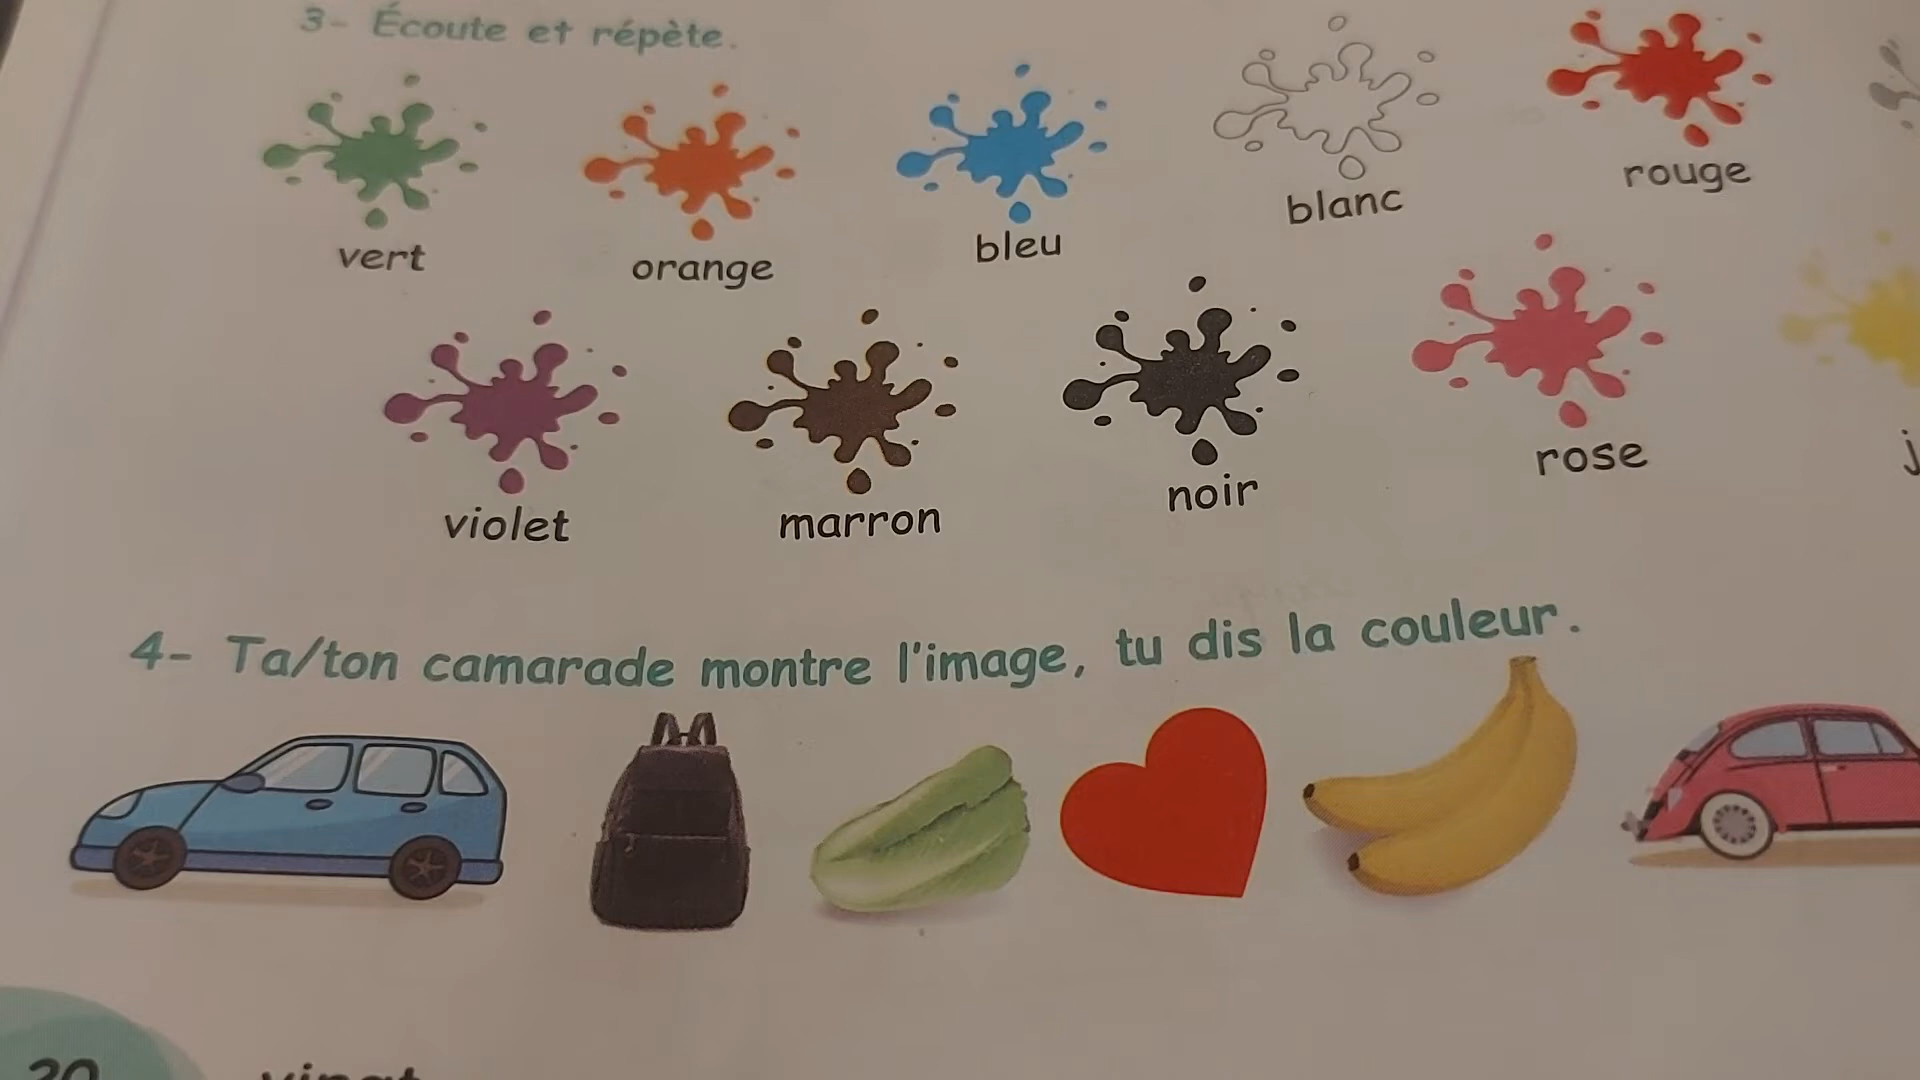 3- Écoute et répète.
vert orange bleu blanc rouge
violet marron noir rose
4- Ta/ton camarade montre l'image, tu dis la couleur.
20